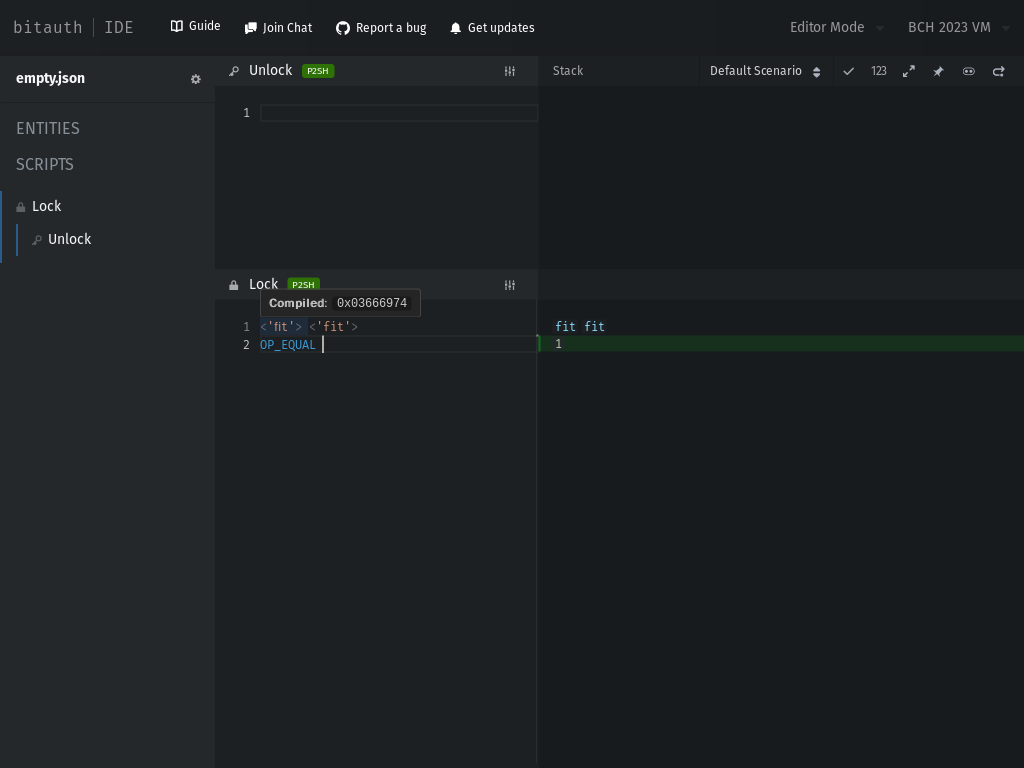 bitauth IDE Guide Join Chat Report a bug Get updates Editor Mode BCH 2023 VM
empty.json
ENTITIES
SCRIPTS
Lock
Unlock
Unlock P2SH
1
Stack Default Scenario 123
Lock P2SH
Compiled: 0x03666974
1 <'fit'> <'fit'>
2 OP_EQUAL
fit fit
1